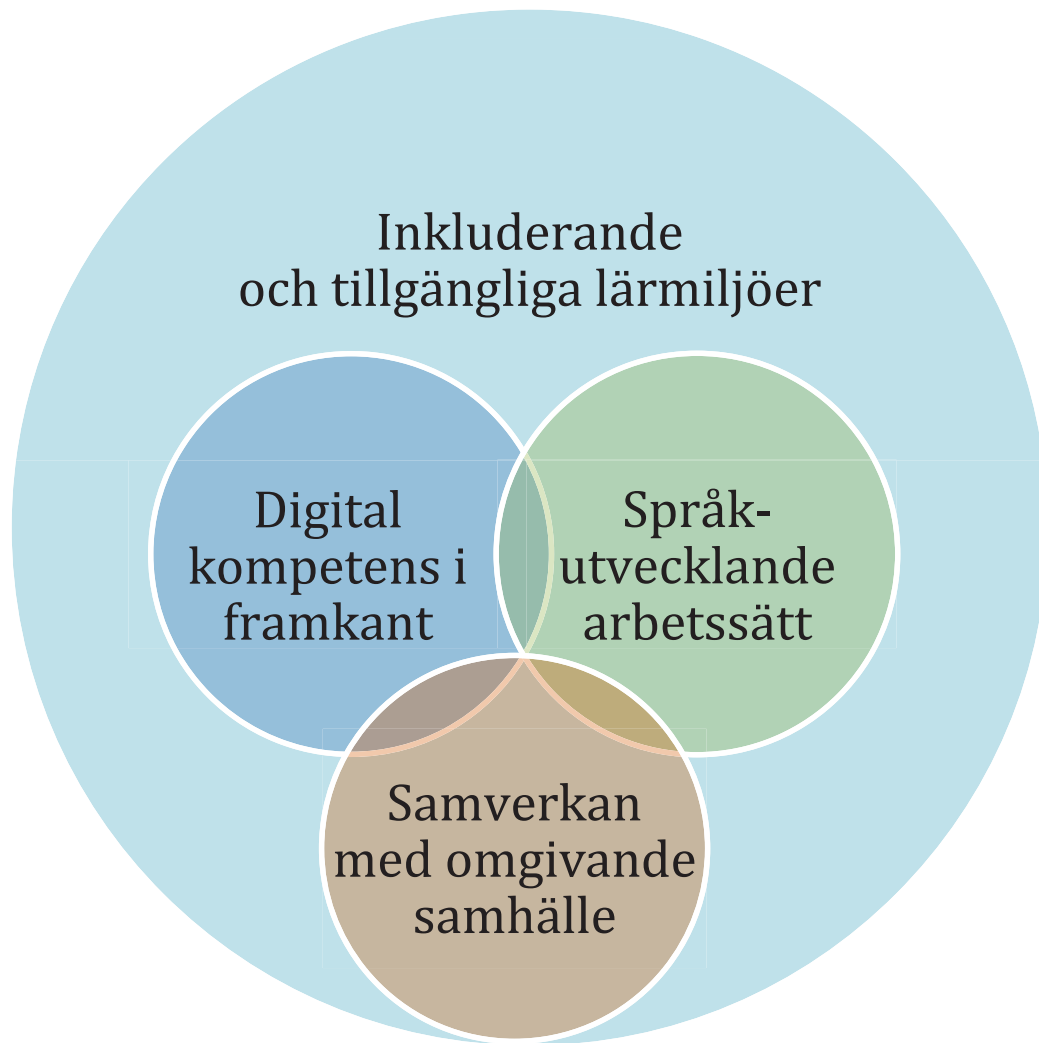 Inkluderande
och tillgängliga lärmiljöer
Digital
kompetens i
framkant
Språk-
utvecklande
arbetssätt
Samverkan
med omgivande
samhälle